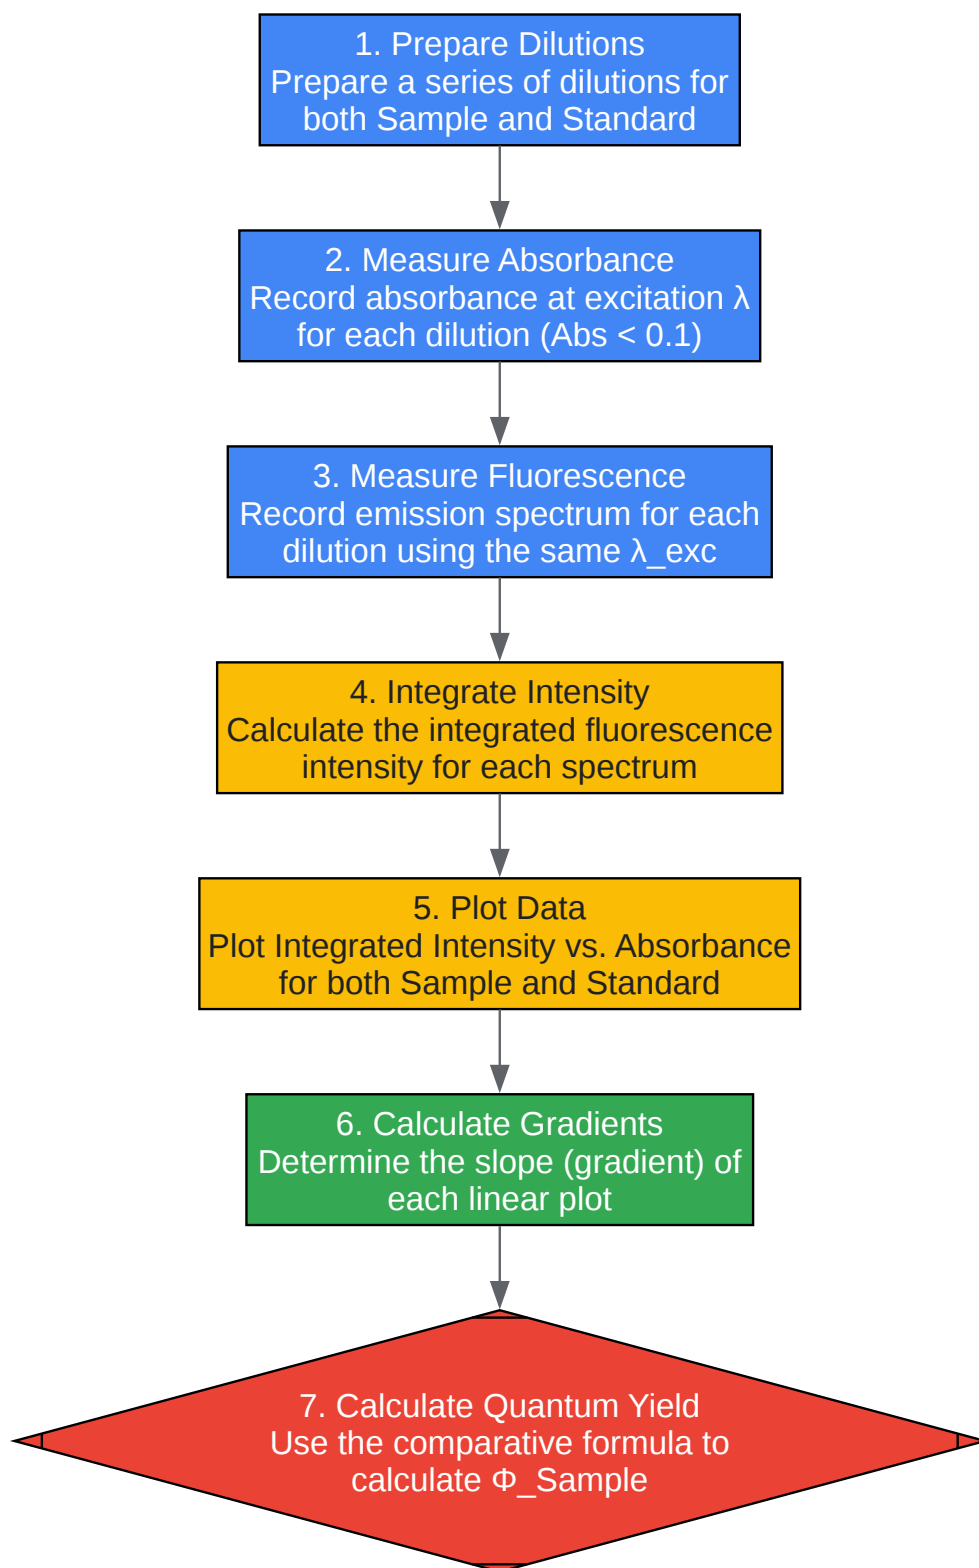 1. Prepare Dilutions
Prepare a series of dilutions for
both Sample and Standard
2. Measure Absorbance
Record absorbance at excitation λ
for each dilution (Abs < 0.1)
3. Measure Fluorescence
Record emission spectrum for each
dilution using the same λ_exc
4. Integrate Intensity
Calculate the integrated fluorescence
intensity for each spectrum
5. Plot Data
Plot Integrated Intensity vs. Absorbance
for both Sample and Standard
6. Calculate Gradients
Determine the slope (gradient) of
each linear plot
7. Calculate Quantum Yield
Use the comparative formula to
calculate Φ_Sample